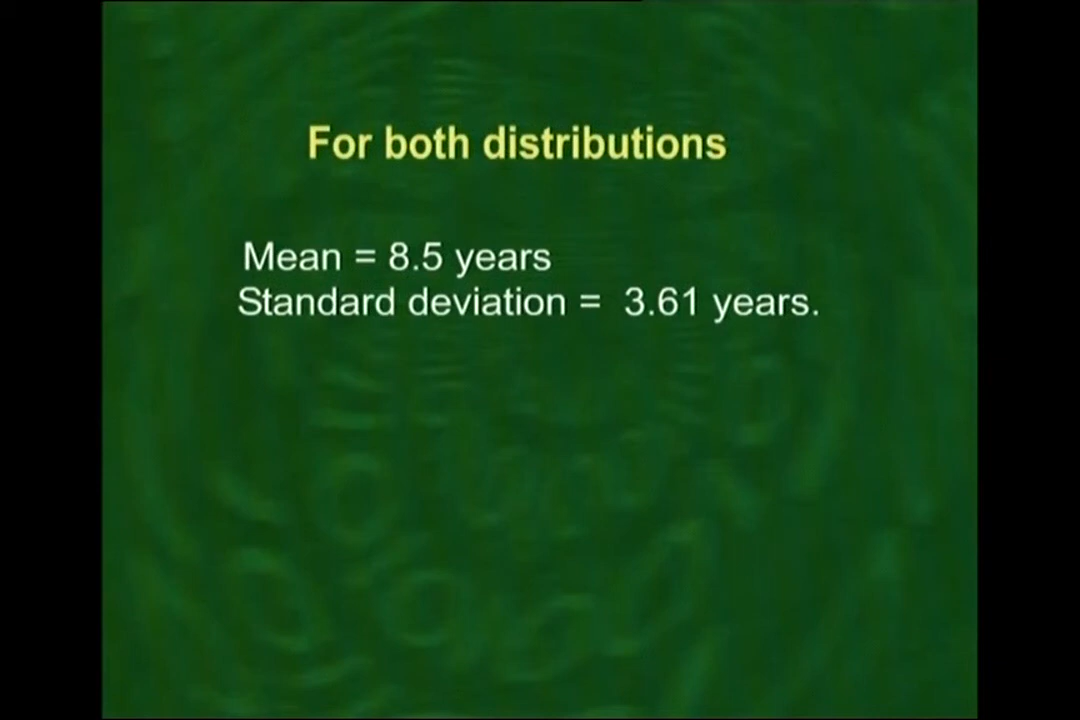 For both distributions
Mean = 8.5 years
Standard deviation = 3.61 years.